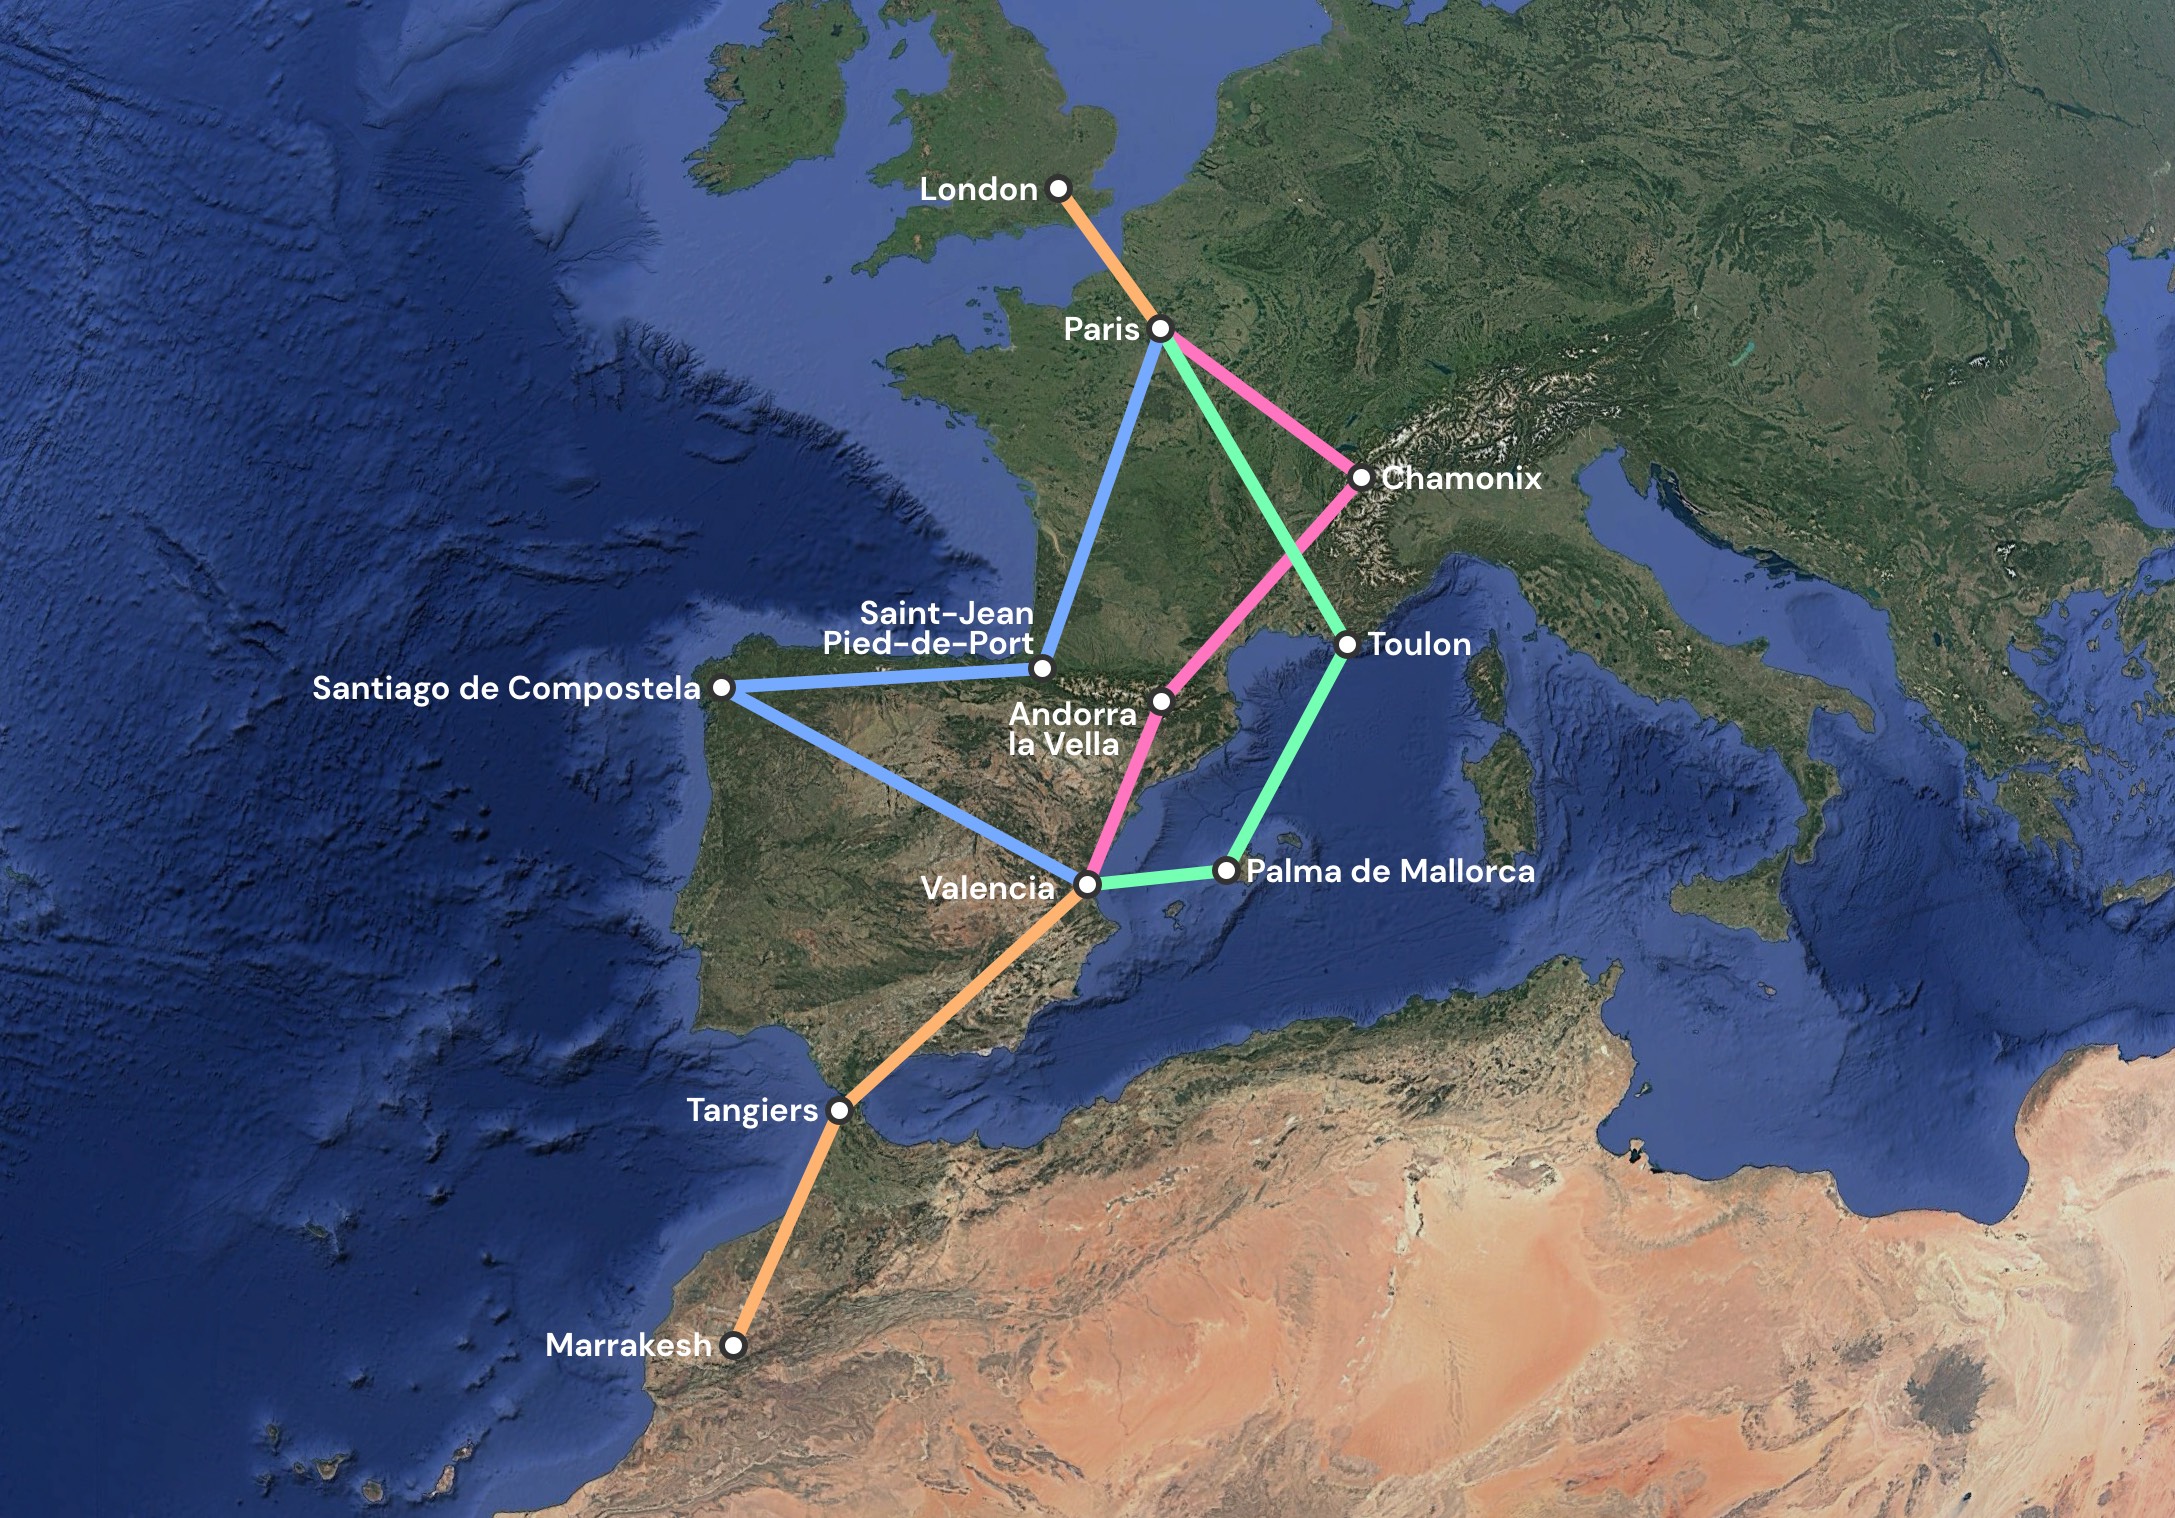 London
Paris
Chamonix
Saint-Jean
Pied-de-Port
Toulon
Santiago de Compostela
Andorra
la Vella
Palma de Mallorca
Valencia
Tangiers
Marrakesh